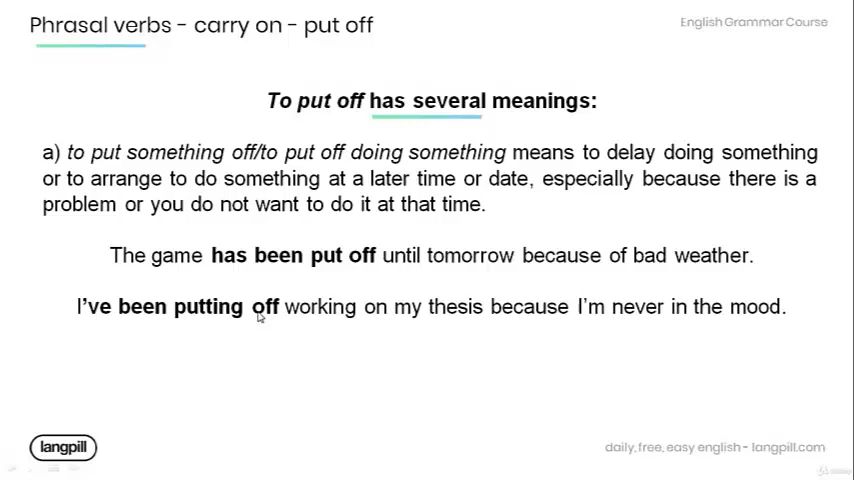 Phrasal verbs - carry on - put off
English Grammar Course
To put off has several meanings:
a) to put something off/to put off doing something means to delay doing something
or to arrange to do something at a later time or date, especially because there is a
problem or you do not want to do it at that time.
The game has been put off until tomorrow because of bad weather.
I've been putting off working on my thesis because I'm never in the mood.
langpill
daily, free, easy english - langpill.com